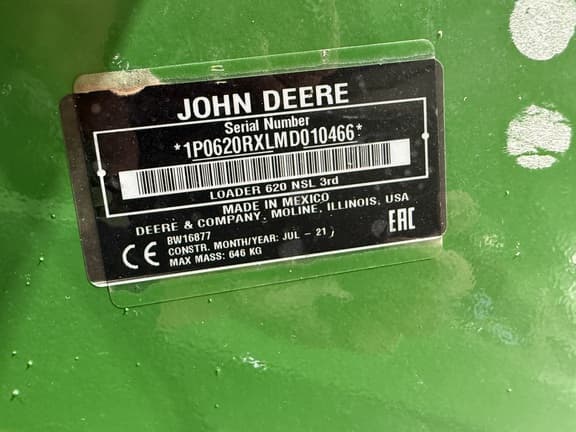 JOHN DEERE
Serial Number
*1P0620RXLMD010466*
LOADER 620 NSL 3rd
MADE IN MEXICO
DEERE & COMPANY, MOLINE, ILLINOIS, USA
BW16877
CONSTR. MONTH/YEAR: JUL - 21
MAX MASS: 646 KG
CE
EAC